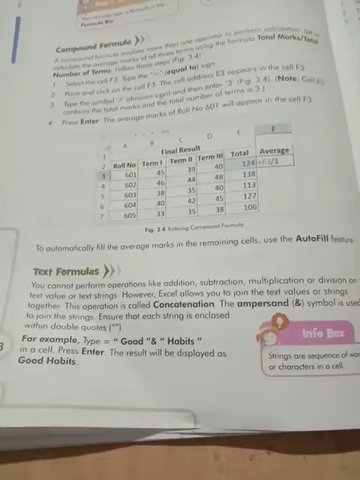 Formula Bar
Compound Formula
A compound formula involves more than one operator to perform calculation. Let
calculate the average marks of all three terms using the formula Total Marks/Total
Number of Terms. Follow these steps (Fig. 3.4)
1 Select the cell F3. Type the "=" (equal to) sign
2 Point and click on the cell E3. The cell address E3 appears in the cell F3.
3 Type the symbol '/' (division sign) and then enter '3' (Fig. 3.4). (Note: Cell E3
contains the total marks and the total number of terms is 3.)
4 Press Enter. The average marks of Roll No 601 will appear in the cell F3
A B C D E F
1 Final Result
2 Roll No Term I Term II Term III Total Average
3 601 45 39 40 124 =E3/3
4 602 46 44 48 138
5 603 38 35 40 113
6 604 40 42 45 127
7 605 33 35 38 106
Fig. 3.4 Entering Compound Formula
To automatically fill the average marks in the remaining cells, use the AutoFill feature.
Text Formulas
You cannot perform operations like addition, subtraction, multiplication or division on
text value or text strings. However, Excel allows you to join the text values or strings
together. This operation is called Concatenation. The ampersand (&) symbol is used
to join the strings. Ensure that each string is enclosed
within double quotes ("").
For example, Type = " Good "& " Habits "
in a cell. Press Enter. The result will be displayed as
Good Habits.
Info Box
Strings are sequence of
or characters in a cell